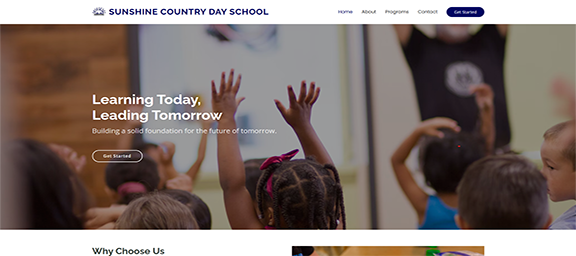 SUNSHINE COUNTRY DAY SCHOOL
Home About Programs Contact Get Started
Learning Today,
Leading Tomorrow
Building a solid foundation for the future of tomorrow.
Get Started
Why Choose Us